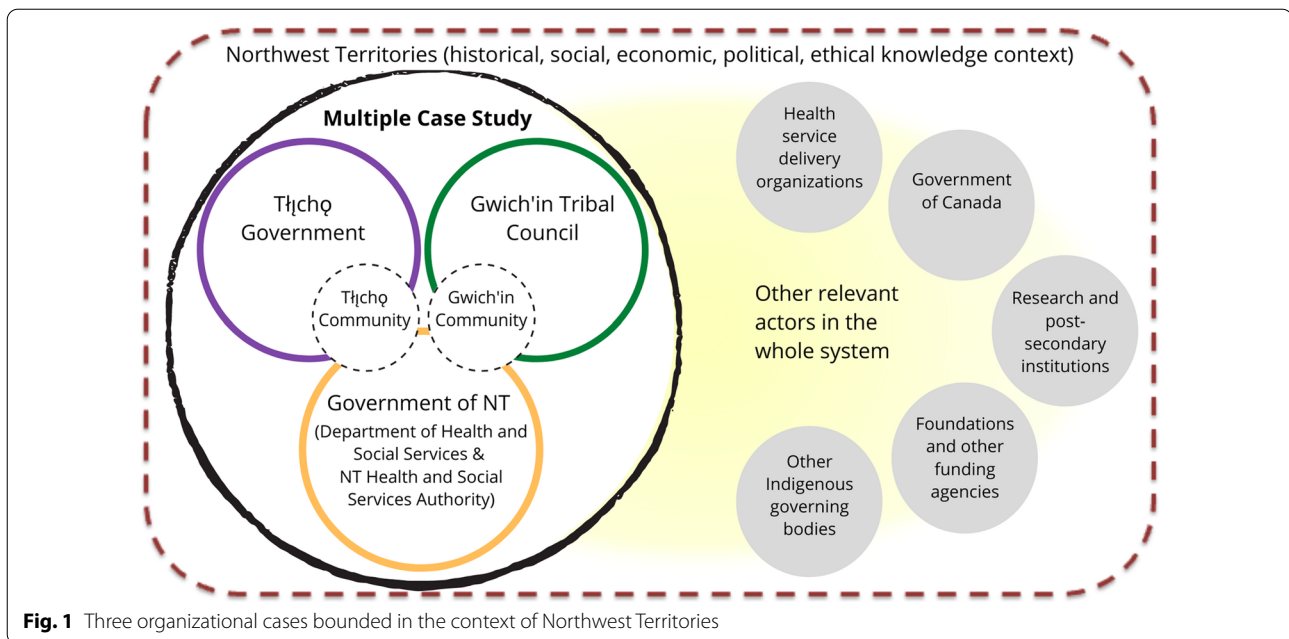 Northwest Territories (historical, social, economic, political, ethical knowledge context)
Multiple Case Study
Tłı̨chǫ
Government
Gwich'in Tribal
Council
Tłı̨chǫ
Community
Gwich'in
Community
Government of NT
(Department of Health and
Social Services &
NT Health and Social
Services Authority)
Other relevant
actors in the
whole system
Health
service
delivery
organizations
Government
of Canada
Research and
post-
secondary
institutions
Foundations
and other
funding
agencies
Other
Indigenous
governing
bodies
Fig. 1 Three organizational cases bounded in the context of Northwest Territories